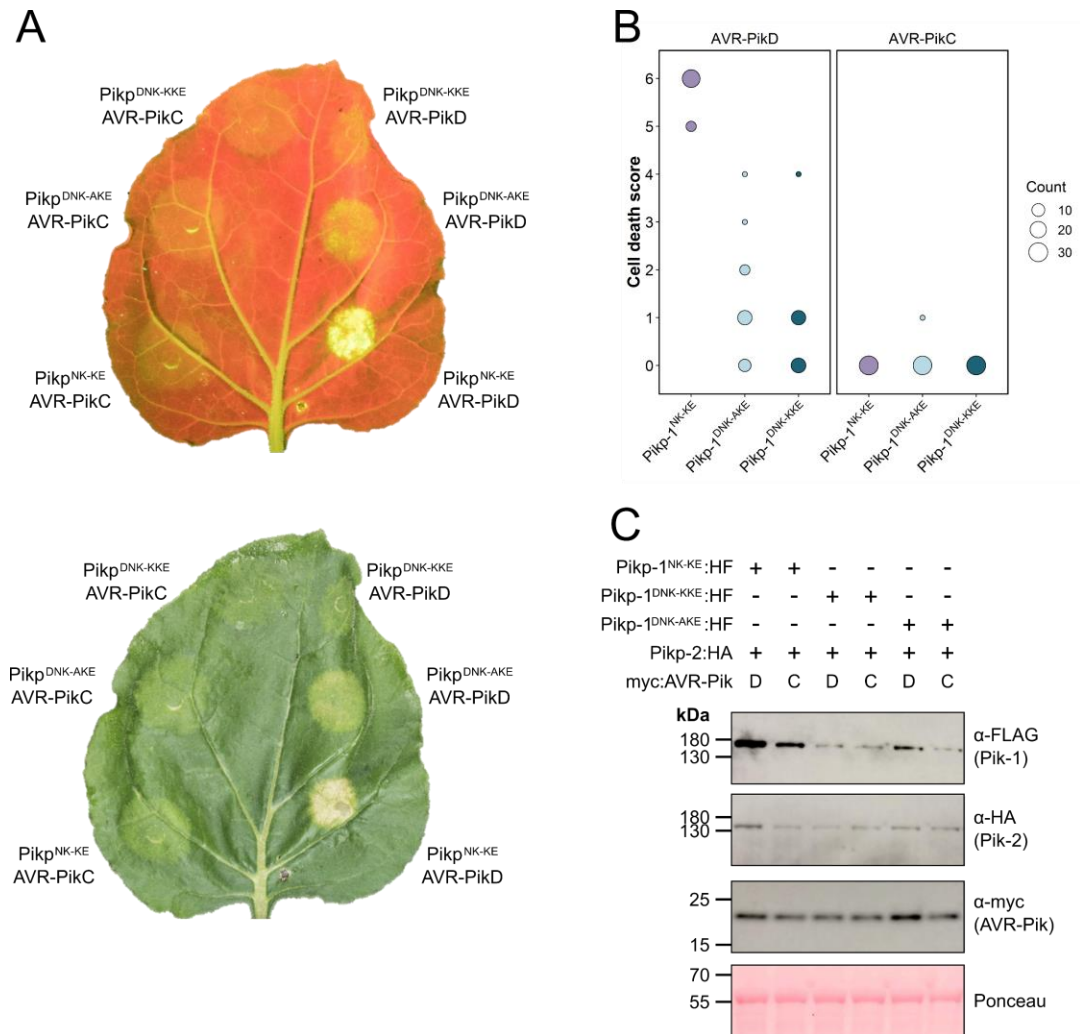 A
Pikp^DNK-KKE
AVR-PikC
Pikp^DNK-KKE
AVR-PikD
Pikp^DNK-AKE
AVR-PikC
Pikp^DNK-AKE
AVR-PikD
Pikp^NK-KE
AVR-PikC
Pikp^NK-KE
AVR-PikD
Pikp^DNK-KKE
AVR-PikC
Pikp^DNK-KKE
AVR-PikD
Pikp^DNK-AKE
AVR-PikC
Pikp^DNK-AKE
AVR-PikD
Pikp^NK-KE
AVR-PikC
Pikp^NK-KE
AVR-PikD
B
AVR-PikD AVR-PikC
Cell death score
6
5
4
3
2
1
0
Pikp-1^NK-KE
Pikp-1^DNK-AKE
Pikp-1^DNK-KKE
Pikp-1^NK-KE
Pikp-1^DNK-AKE
Pikp-1^DNK-KKE
Count
10
20
30
C
Pikp-1^NK-KE:HF + + - - - -
Pikp-1^DNK-KKE:HF - - + + - -
Pikp-1^DNK-AKE:HF - - - - + +
Pikp-2:HA + + + + + +
myc:AVR-Pik D C D C D C
kDa
180
130
α-FLAG
(Pik-1)
180
130
α-HA
(Pik-2)
25
15
α-myc
(AVR-Pik)
70
55
Ponceau